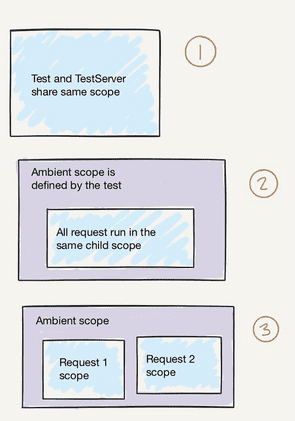 1
Test and TestServer
share same scope
Ambient scope is
defined by the test
2
All request run in the
same child scope
Ambient scope
3
Request 1
scope
Request 2
scope